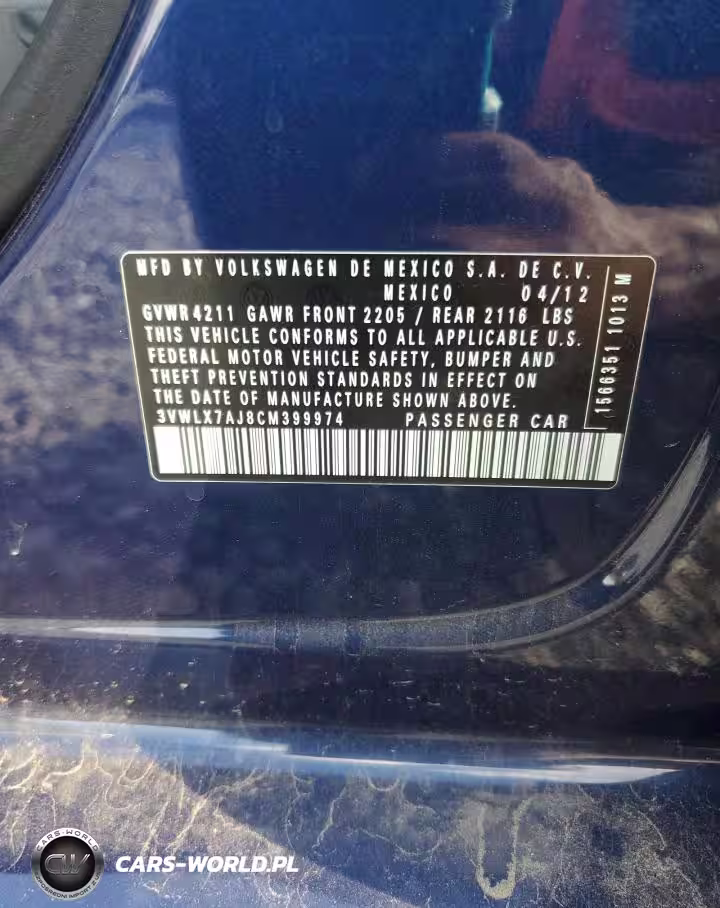 MFD BY VOLKSWAGEN DE MEXICO S.A. DE C.V.
MEXICO 04/12
GVWR 4211 GAWR FRONT 2205 / REAR 2116 LBS
THIS VEHICLE CONFORMS TO ALL APPLICABLE U.S.
FEDERAL MOTOR VEHICLE SAFETY, BUMPER AND
THEFT PREVENTION STANDARDS IN EFFECT ON
THE DATE OF MANUFACTURE SHOWN ABOVE.
3VWLX7AJ8CM399974 PASSENGER CAR
1566351 1013 M
CARS-WORLD
CW
CARS-WORLD.PL